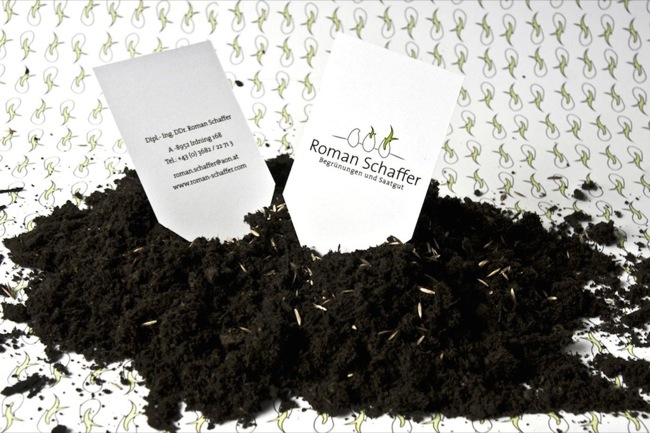 Dipl.- Ing. DDr. Roman Schaffer
A -8952 Irdning 168
Tel.: +43 (0) 3682 / 22 71 3
roman.schaffer@aon.at
www.roman-schaffer.com
Roman Schaffer
Begrünungen und Saatgut